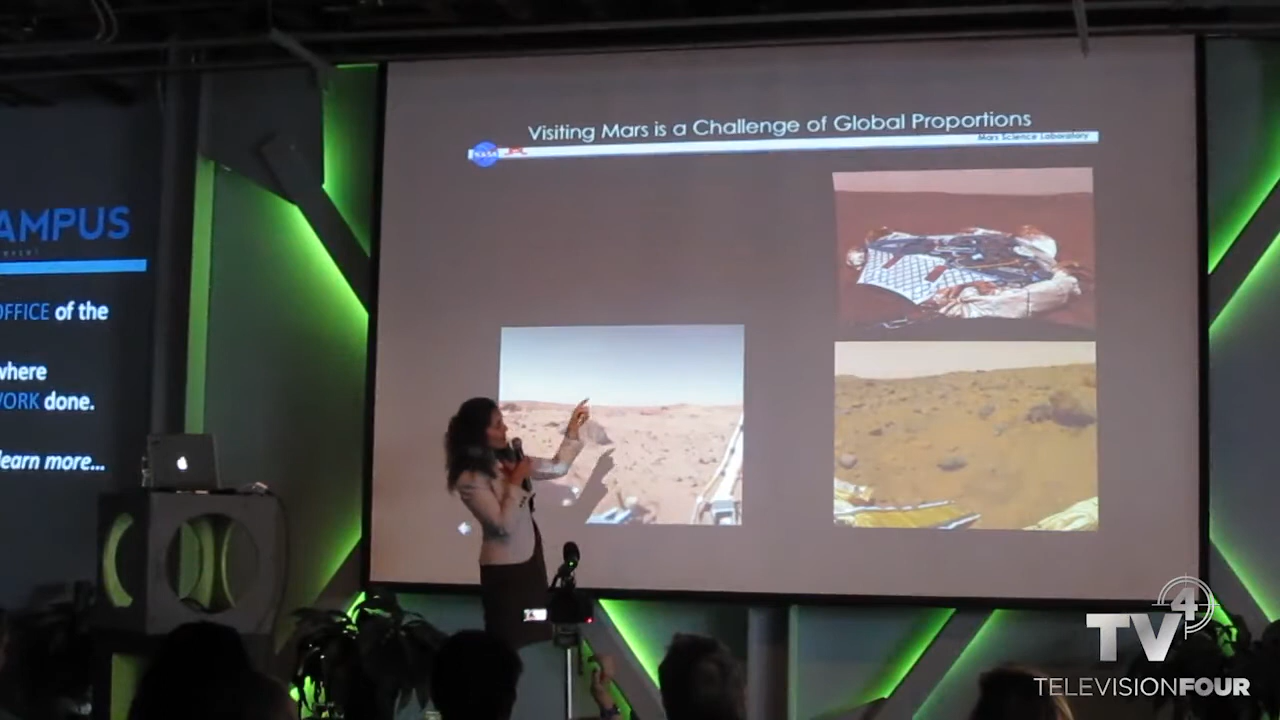 Visiting Mars is a Challenge of Global Proportions
Mars Science Laboratory
NASA
AMPUS
OFFICE of the
where
WORK done.
learn more...
TV4
TELEVISIONFOUR